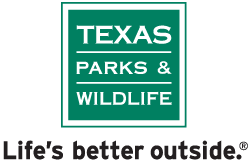 TEXAS
PARKS &
WILDLIFE
Life's better outside®